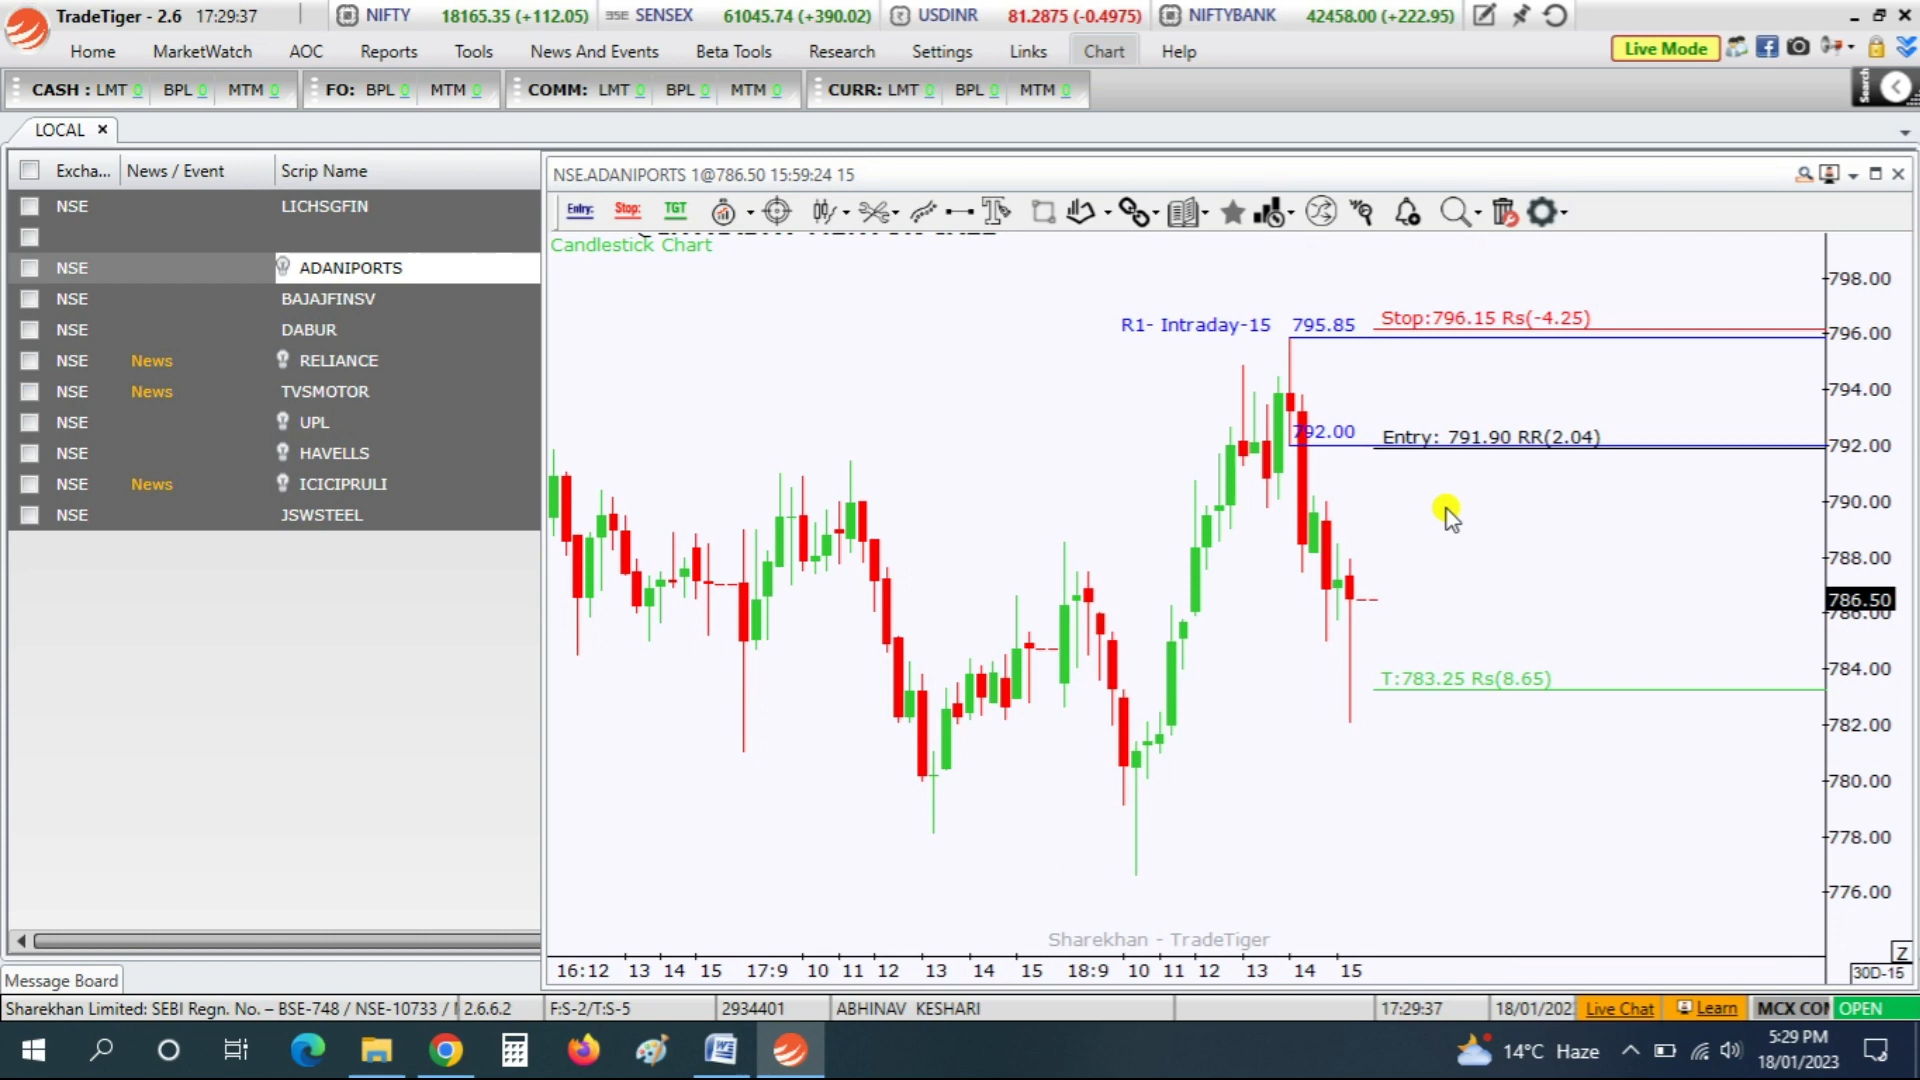 TradeTiger - 2.6 17:29:37 NIFTY 18165.35 (+112.05) BSE SENSEX 61045.74 (+390.02) USDINR 81.2875 (-0.4975) NIFTYBANK 42458.00 (+222.95)
Home MarketWatch AOC Reports Tools News And Events Beta Tools Research Settings Links Chart Help Live Mode
CASH : LMT 0 BPL 0 MTM 0 FO: BPL 0 MTM 0 COMM: LMT 0 BPL 0 MTM 0 CURR: LMT 0 BPL 0 MTM 0 Search
LOCAL
Excha... News / Event Scrip Name
NSE LICHSGFIN
NSE ADANIPORTS
NSE BAJAJFINSV
NSE DABUR
NSE News RELIANCE
NSE News TVSMOTOR
NSE UPL
NSE HAVELLS
NSE News ICICIPRULI
NSE JSWSTEEL
NSE.ADANIPORTS 1@786.50 15:59:24 15
Entry: Stop: TGT
Candlestick Chart
798.00
R1- Intraday-15 795.85 Stop:796.15 Rs(-4.25)
796.00
794.00
792.00 Entry: 791.90 RR(2.04) 792.00
790.00
788.00
786.50
786.00
784.00
T:783.25 Rs(8.65)
782.00
780.00
778.00
776.00
Sharekhan - TradeTiger
Z
16:12 13 14 15 17:9 10 11 12 13 14 15 18:9 10 11 12 13 14 15 30D-15
Message Board
Sharekhan Limited: SEBI Regn. No. – BSE-748 / NSE-10733 / 2.6.6.2 F:S-2/T:S-5 2934401 ABHINAV KESHARI 17:29:37 18/01/202 Live Chat Learn MCX COM OPEN
14°C Haze
5:29 PM
18/01/2023